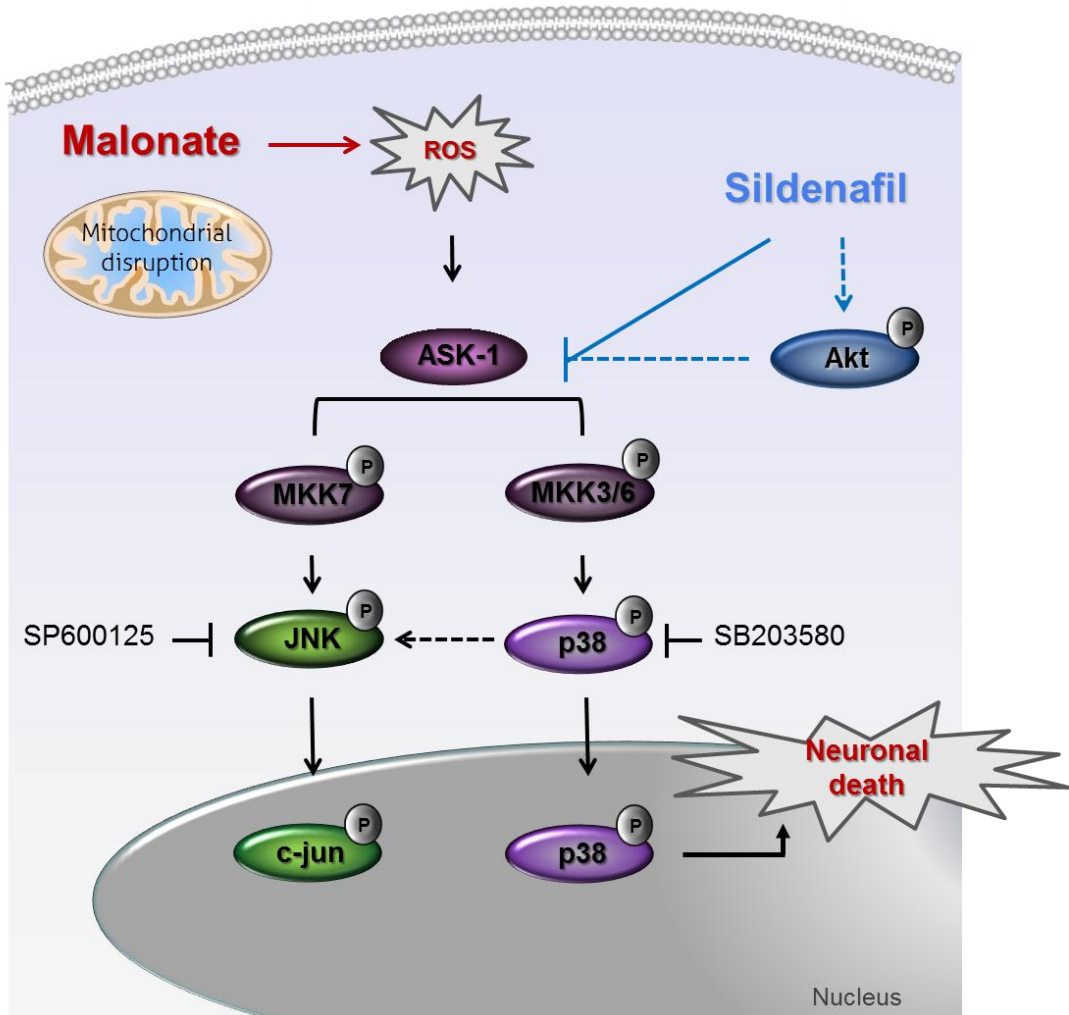 Malonate
ROS
Sildenafil
Mitochondrial
disruption
P
Akt
ASK-1
P
P
MKK7
MKK3/6
P
P
SP600125
JNK
p38
SB203580
Neuronal
death
P
P
c-jun
p38
Nucleus